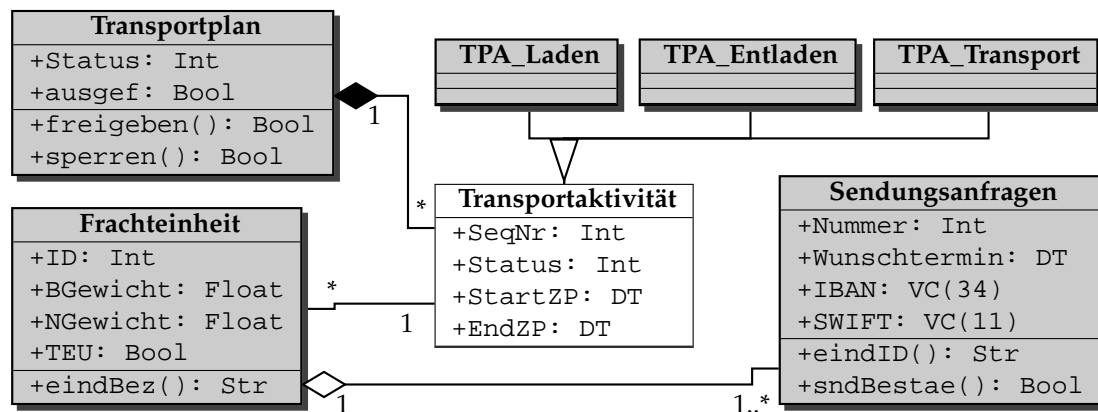 Transportplan
+Status: Int
+ausgef: Bool
+freigeben(): Bool
+sperren(): Bool
TPA_Laden
TPA_Entladen
TPA_Transport
1
*
Transportaktivität
+SeqNr: Int
+Status: Int
+StartZP: DT
+EndZP: DT
Frachteinheit
+ID: Int
+BGewicht: Float
+NGewicht: Float
+TEU: Bool
+eindBez(): Str
*
1
Sendungsanfragen
+Nummer: Int
+Wunschtermin: DT
+IBAN: VC(34)
+SWIFT: VC(11)
+eindID(): Str
+sndBestae(): Bool
1
1..*